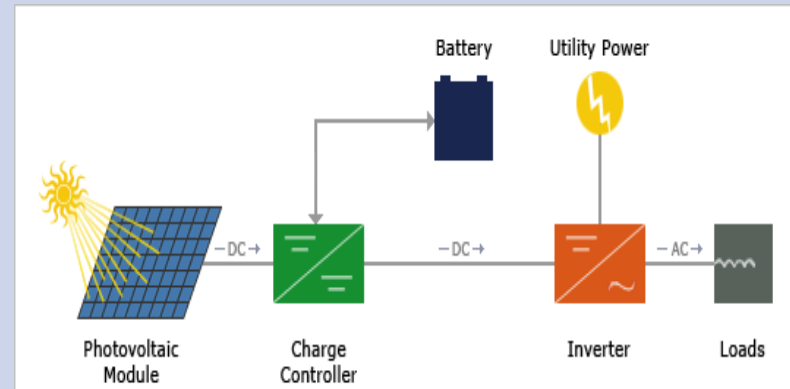 Battery
Utility Power
DC
DC
AC
Photovoltaic
Module
Charge
Controller
Inverter
Loads